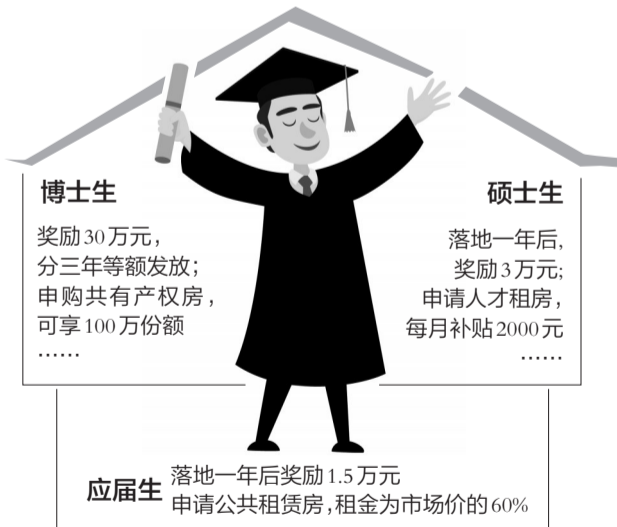 博士生
奖励30万元，
分三年等额发放；
申购共有产权房，
可享100万份额
……
硕士生
落地一年后，
奖励3万元；
申请人才租房，
每月补贴2000元
……
应届生
落地一年后奖励1.5万元
申请公共租赁房，租金为市场价的60%